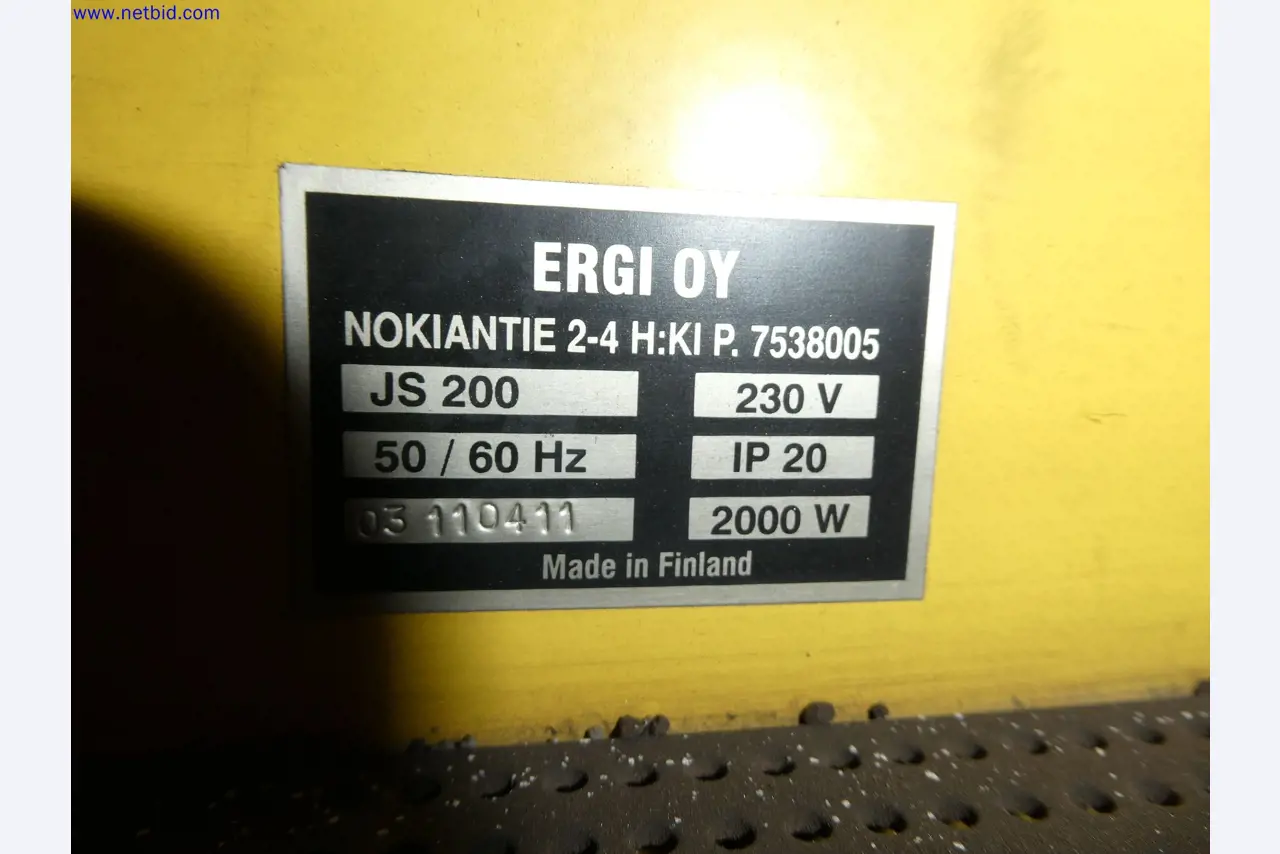 www.netbid.com
ERGI OY
NOKIANTIE 2-4 H:KI P. 7538005
JS 200 230 V
50 / 60 Hz IP 20
03 110411 2000 W
Made in Finland